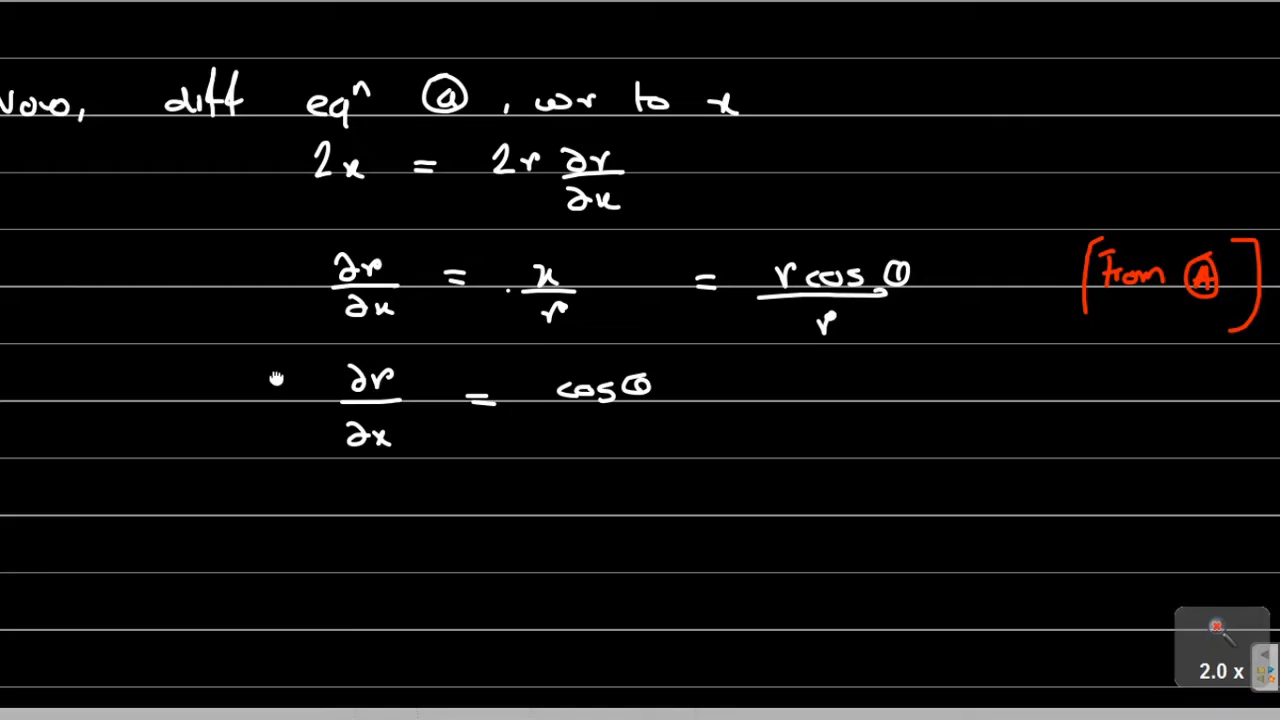 Now, diff eqⁿ ⓐ, wr to x
2x = 2r ∂r/∂x
∂r/∂x = x/r = r cos θ/r [From Ⓐ]
∂r/∂x = cos θ
2.0 x